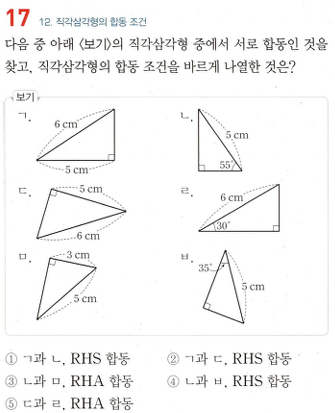 17 12. 직각삼각형의 합동 조건
다음 중 아래 〈보기〉의 직각삼각형 중에서 서로 합동인 것을
찾고, 직각삼각형의 합동 조건을 바르게 나열한 것은?
보기
ㄱ. 6 cm 5 cm
ㄴ. 5 cm 55°
ㄷ. 5 cm 6 cm
ㄹ. 6 cm 30°
ㅁ. 3 cm 5 cm
ㅂ. 35° 5 cm
① ㄱ과 ㄴ, RHS 합동 ② ㄱ과 ㄷ, RHS 합동
③ ㄴ과 ㅁ, RHA 합동 ④ ㄴ과 ㅂ, RHS 합동
⑤ ㄷ과 ㄹ, RHA 합동